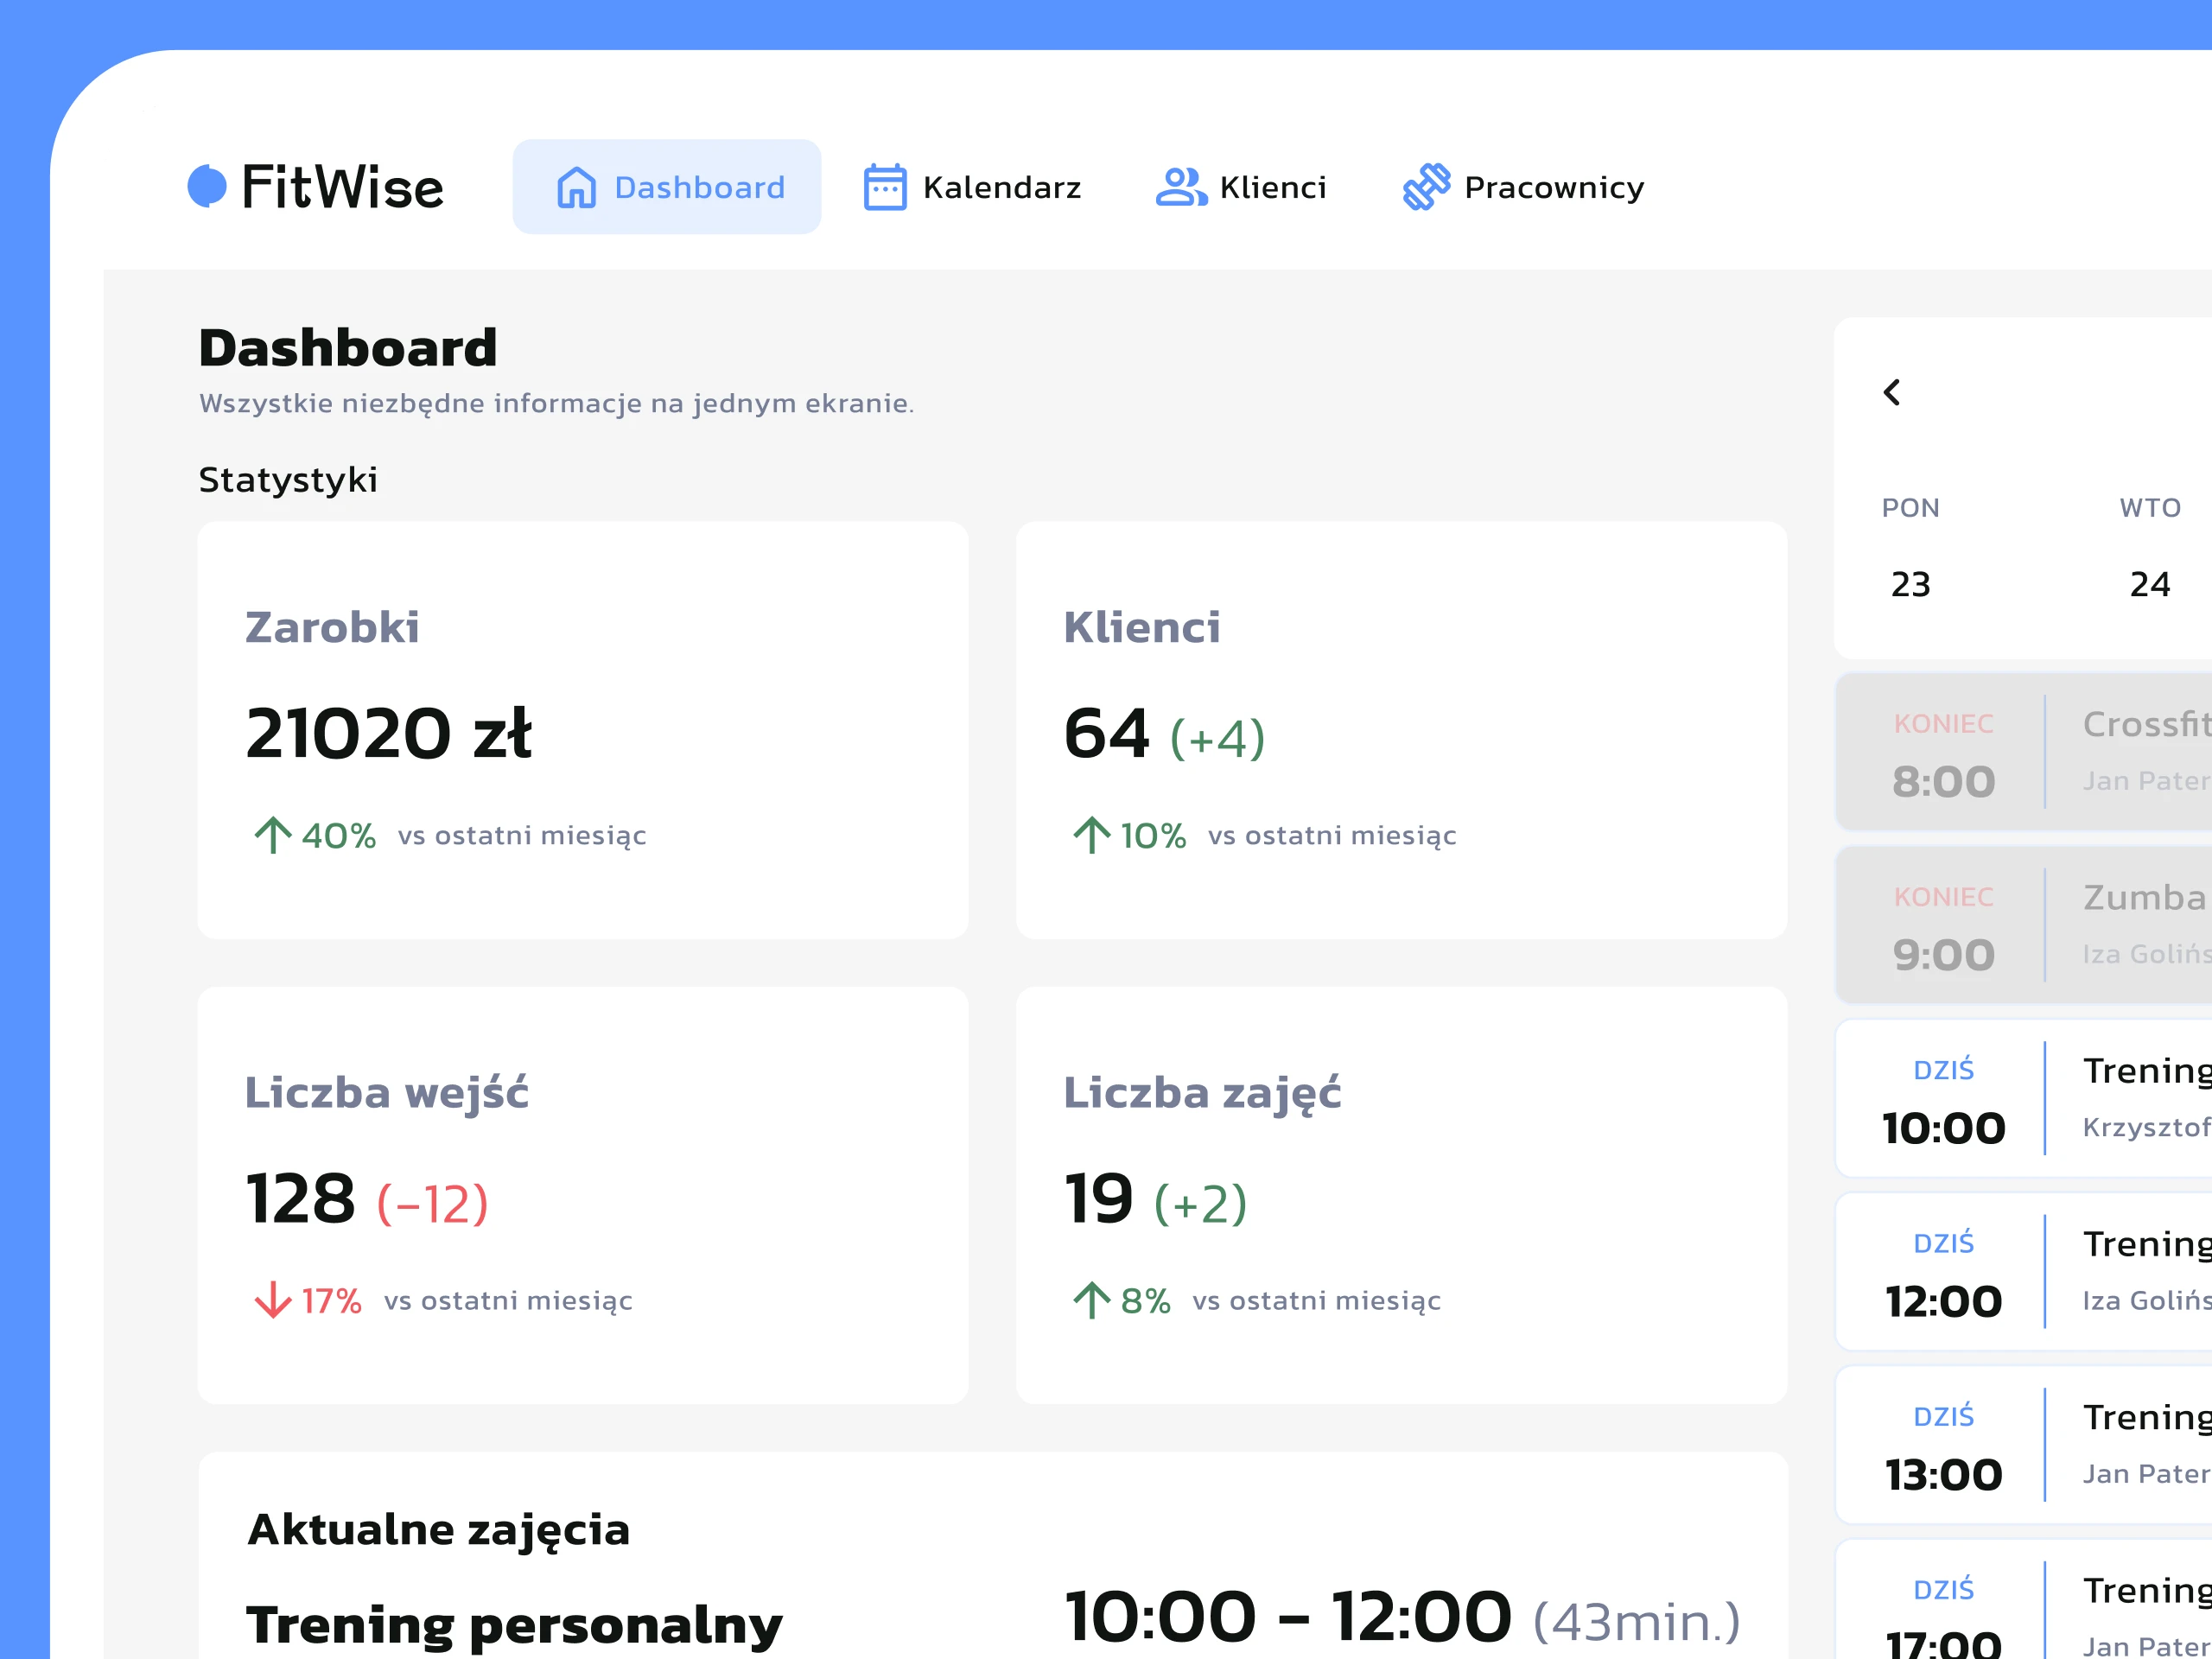 FitWise
Dashboard
Kalendarz
Klienci
Pracownicy
Dashboard
Wszystkie niezbędne informacje na jednym ekranie.
Statystyki
Zarobki
21020 zł
40% vs ostatni miesiąc
Klienci
64 (+4)
10% vs ostatni miesiąc
Liczba wejść
128 (-12)
17% vs ostatni miesiąc
Liczba zajęć
19 (+2)
8% vs ostatni miesiąc
Aktualne zajęcia
Trening personalny
10:00 – 12:00 (43min.)
PON
WTO
23
24
KONIEC
8:00
Crossfit
Jan Pater
KONIEC
9:00
Zumba
Iza Golińs
DZIŚ
10:00
Trening
Krzysztof
DZIŚ
12:00
Trening
Iza Golińs
DZIŚ
13:00
Trening
Jan Pater
DZIŚ
17:00
Trening
Jan Pater